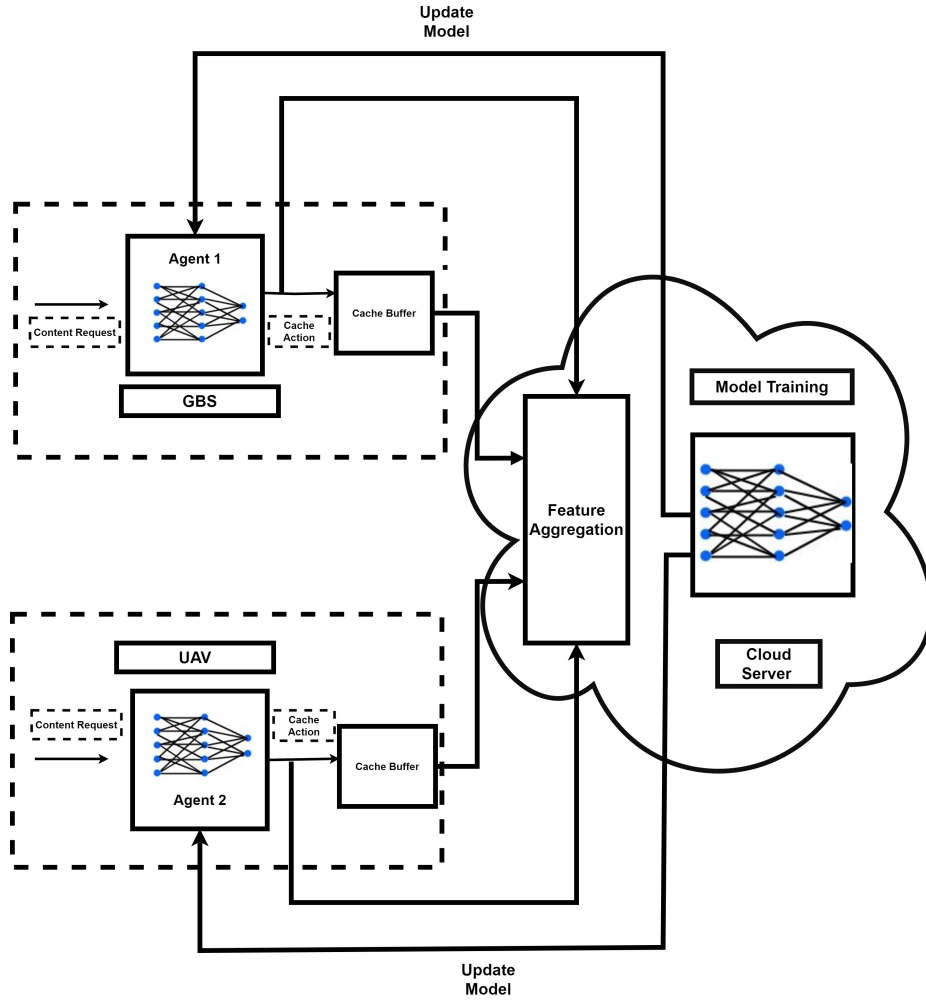 Update
Model
Agent 1
Content Request
Cache
Action
Cache Buffer
GBS
Model Training
Feature
Aggregation
Cloud
Server
UAV
Content Request
Cache
Action
Cache Buffer
Agent 2
Update
Model